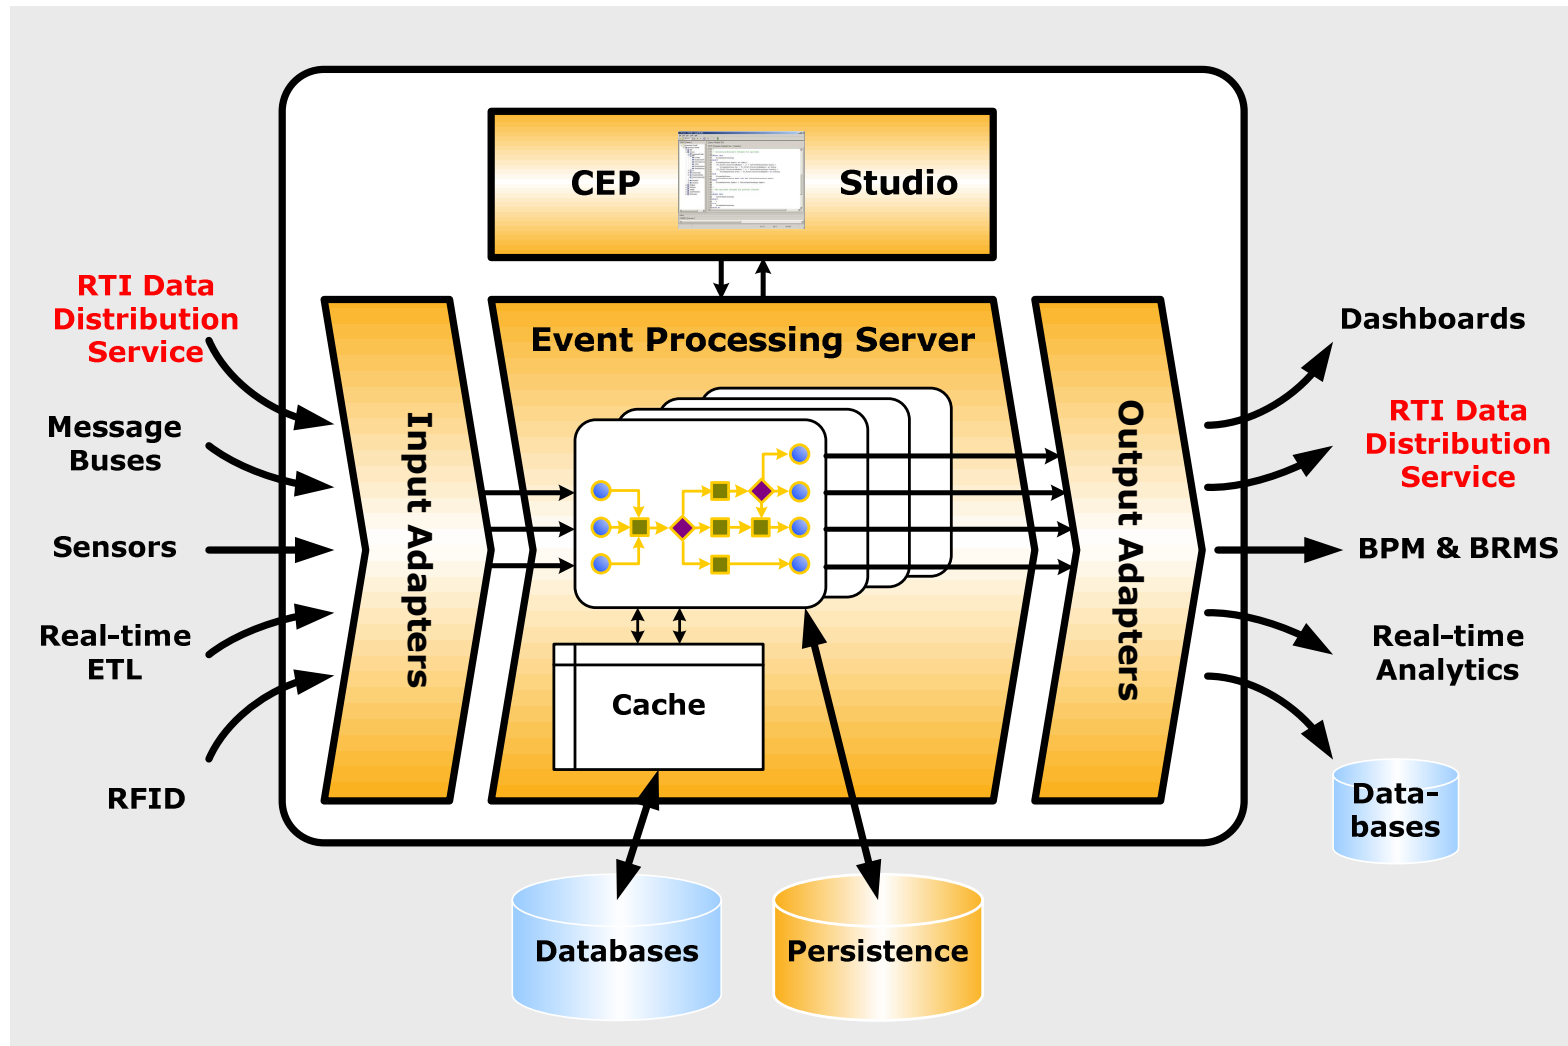 CEP
Studio
RTI Data
Distribution
Service
Message
Buses
Sensors
Real-time
ETL
RFID
Input Adapters
Event Processing Server
Cache
Output Adapters
Dashboards
RTI Data
Distribution
Service
BPM & BRMS
Real-time
Analytics
Data-
bases
Databases
Persistence